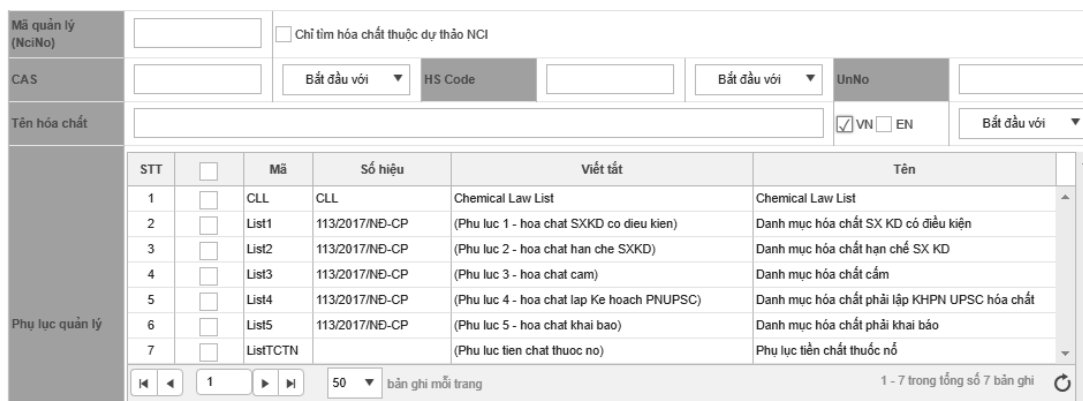 Mã quản lý
(NciNo)
Chỉ tìm hóa chất thuộc dự thảo NCI
CAS Bắt đầu với HS Code Bắt đầu với UnNo
Tên hóa chất VN EN Bắt đầu với
Phụ lục quản lý
STT Mã Số hiệu Viết tắt Tên
1 CLL CLL Chemical Law List Chemical Law List
2 List1 113/2017/NĐ-CP (Phu luc 1 - hoa chat SXKD co dieu kien) Danh mục hóa chất SX KD có điều kiện
3 List2 113/2017/NĐ-CP (Phu luc 2 - hoa chat han che SXKD) Danh mục hóa chất hạn chế SX KD
4 List3 113/2017/NĐ-CP (Phu luc 3 - hoa chat cam) Danh mục hóa chất cấm
5 List4 113/2017/NĐ-CP (Phu luc 4 - hoa chat lap Ke hoach PNUPSC) Danh mục hóa chất phải lập KHPN UPSC hóa chất
6 List5 113/2017/NĐ-CP (Phu luc 5 - hoa chat khai bao) Danh mục hóa chất phải khai báo
7 ListTCTN (Phu luc tien chat thuoc no) Phụ lục tiền chất thuốc nổ
1 50 bản ghi mỗi trang 1 - 7 trong tổng số 7 bản ghi